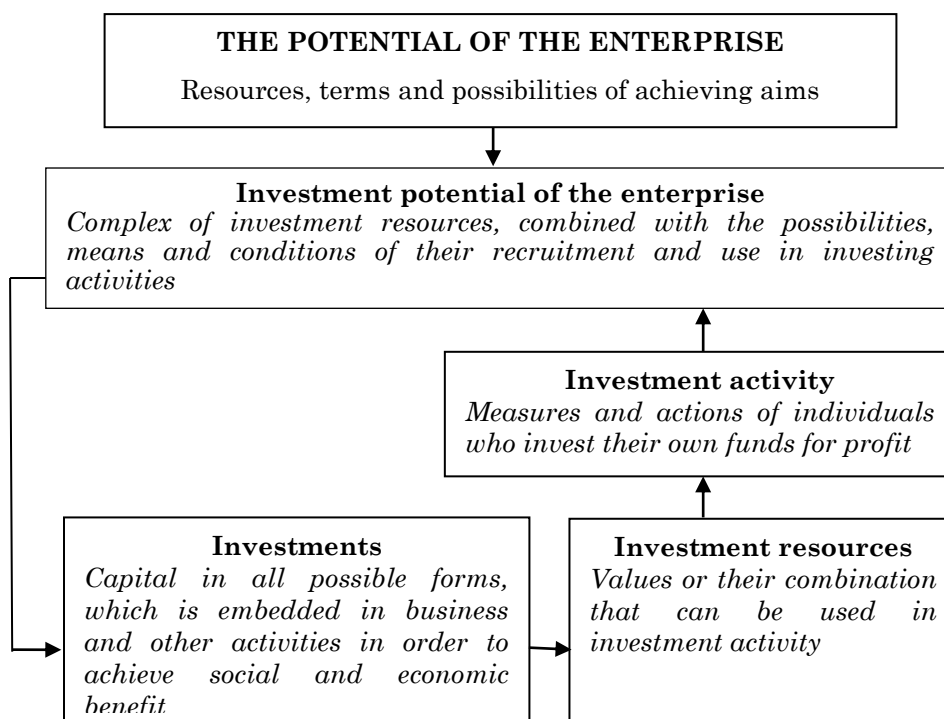 THE POTENTIAL OF THE ENTERPRISE
Resources, terms and possibilities of achieving aims
Investment potential of the enterprise
Complex of investment resources, combined with the possibilities,
means and conditions of their recruitment and use in investing
activities
Investment activity
Measures and actions of individuals
who invest their own funds for profit
Investments
Capital in all possible forms,
which is embedded in business
and other activities in order to
achieve social and economic
benefit
Investment resources
Values or their combination
that can be used in
investment activity